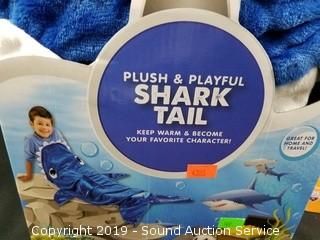 PLUSH & PLAYFUL
SHARK
TAIL
KEEP WARM & BECOME
YOUR FAVORITE CHARACTER!
GREAT FOR
HOME AND
TRAVEL!
Copyright 2019 - Sound Auction Service